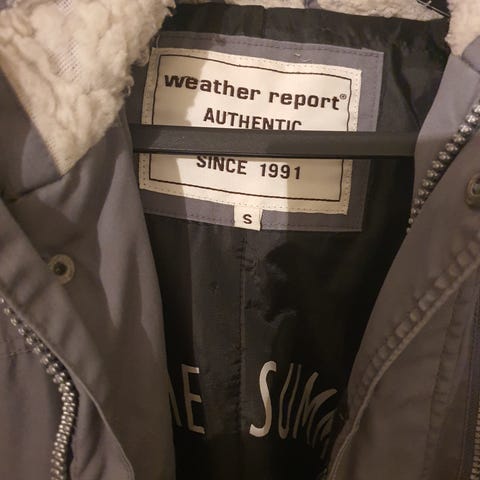 weather report®
AUTHENTIC
SINCE 1991
S